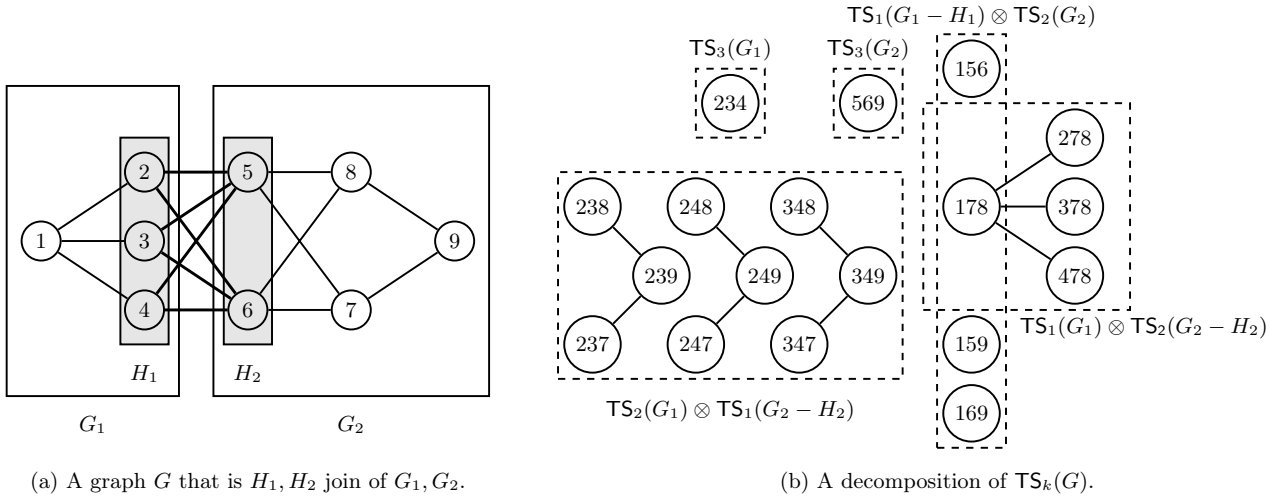 1
2
3
4
5
6
7
8
9
H₁
H₂
G₁
G₂
(a) A graph G that is H₁, H₂ join of G₁, G₂.
TS₁(G₁ − H₁) ⊗ TS₂(G₂)
TS₃(G₁)
TS₃(G₂)
156
234
569
278
238
248
348
178
378
239
249
349
478
237
247
347
159
TS₁(G₁) ⊗ TS₂(G₂ − H₂)
TS₂(G₁) ⊗ TS₁(G₂ − H₂)
169
(b) A decomposition of TSₖ(G).